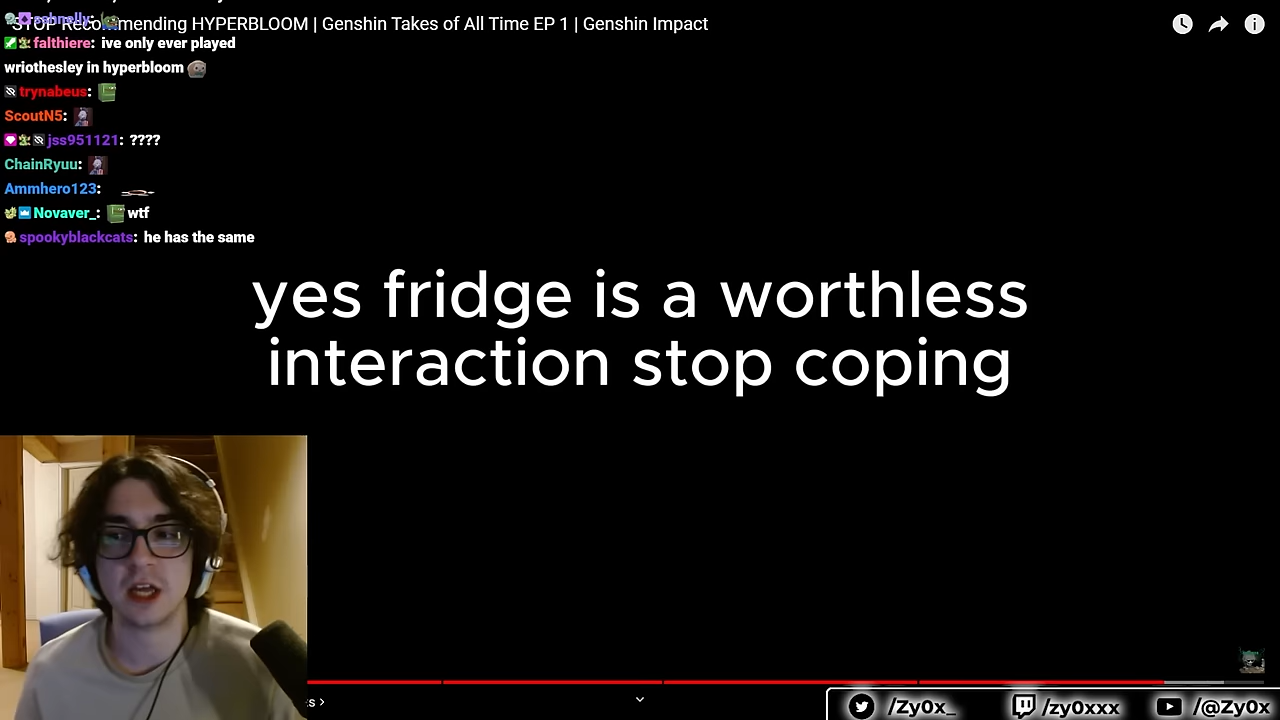 STOP Recommending HYPERBLOOM | Genshin Takes of All Time EP 1 | Genshin Impact
sahnelly:
falthiere: ive only ever played
wriothesley in hyperbloom
trynabeus:
ScoutN5:
jss951121: ????
ChainRyuu:
Ammhero123:
Novaver_: wtf
spookyblackcats: he has the same
yes fridge is a worthless
interaction stop coping
/Zy0x_
/zy0xxx
/@Zy0x